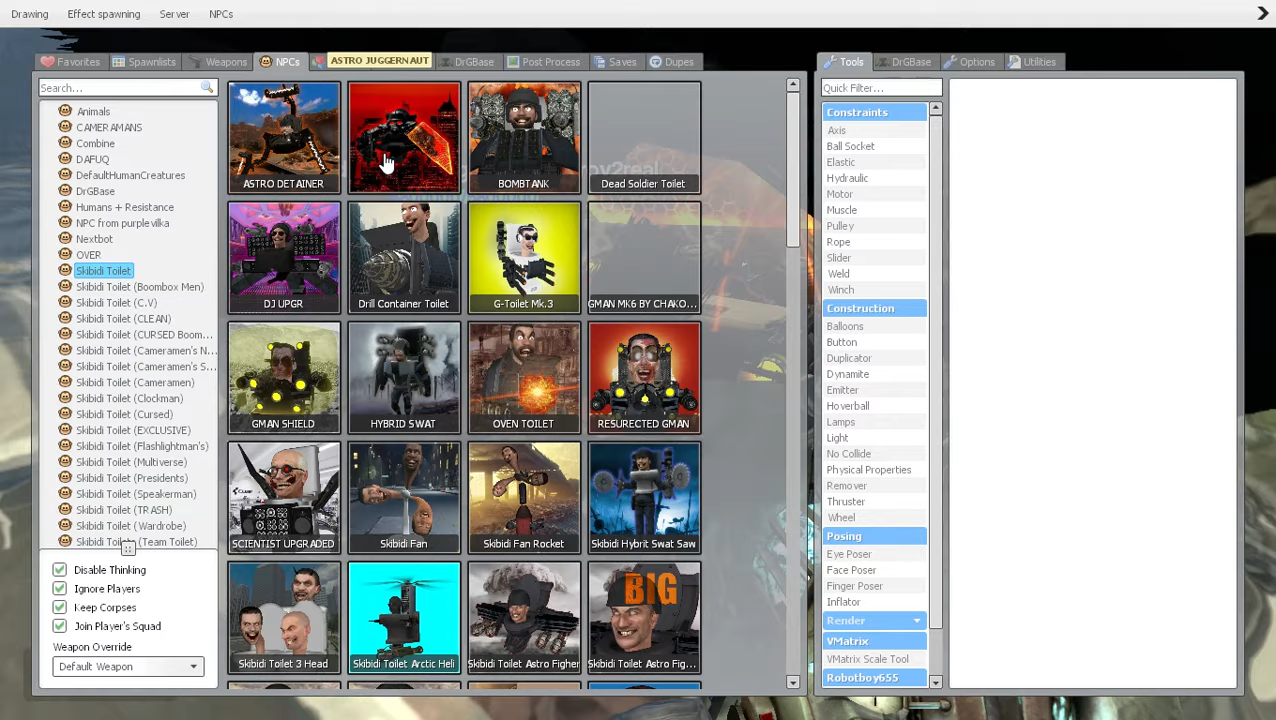 Drawing Effect spawning Server NPCs
Favorites Spawnlists Weapons NPCs ASTRO JUGGERNAUT DrGBase Post Process Saves Dupes
Search...
Animals
CAMERAMANS
Combine
DAFUQ
DefaultHumanCreatures
DrGBase
Humans + Resistance
NPC from purplevilka
Nextbot
OVER
Skibidi Toilet
Skibidi Toilet (Boombox Men)
Skibidi Toilet (C.V)
Skibidi Toilet (CLEAN)
Skibidi Toilet (CURSED Boom...
Skibidi Toilet (Cameramen's N...
Skibidi Toilet (Cameramen's S...
Skibidi Toilet (Cameramen)
Skibidi Toilet (Clockman)
Skibidi Toilet (Cursed)
Skibidi Toilet (EXCLUSIVE)
Skibidi Toilet (Flashlightman's)
Skibidi Toilet (Multiverse)
Skibidi Toilet (Presidents)
Skibidi Toilet (Speakerman)
Skibidi Toilet (TRASH)
Skibidi Toilet (Wardrobe)
Skibidi Toilet (Team Toilet)
Disable Thinking
Ignore Players
Keep Corpses
Join Player's Squad
Weapon Override
Default Weapon
ASTRO DETAINER BOMBTANK Dead Soldier Toilet
oy2real
DJ UPGR Drill Container Toilet G-Toilet Mk.3 GMAN MK6 BY CHAKO...
GMAN SHIELD HYBRID SWAT OVEN TOILET RESURECTED GMAN
SCIENTIST UPGRADED Skibidi Fan Skibidi Fan Rocket Skibidi Hybrit Swat Saw
BIG
Skibidi Toilet 3 Head Skibidi Toilet Arctic Heli Skibidi Toilet Astro Figher Skibidi Toilet Astro Fig...
Tools DrGBase Options Utilities
Quick Filter...
Constraints
Axis
Ball Socket
Elastic
Hydraulic
Motor
Muscle
Pulley
Rope
Slider
Weld
Winch
Construction
Balloons
Button
Duplicator
Dynamite
Emitter
Hoverball
Lamps
Light
No Collide
Physical Properties
Remover
Thruster
Wheel
Posing
Eye Poser
Face Poser
Finger Poser
Inflator
Render
VMatrix
VMatrix Scale Tool
Robotboy655